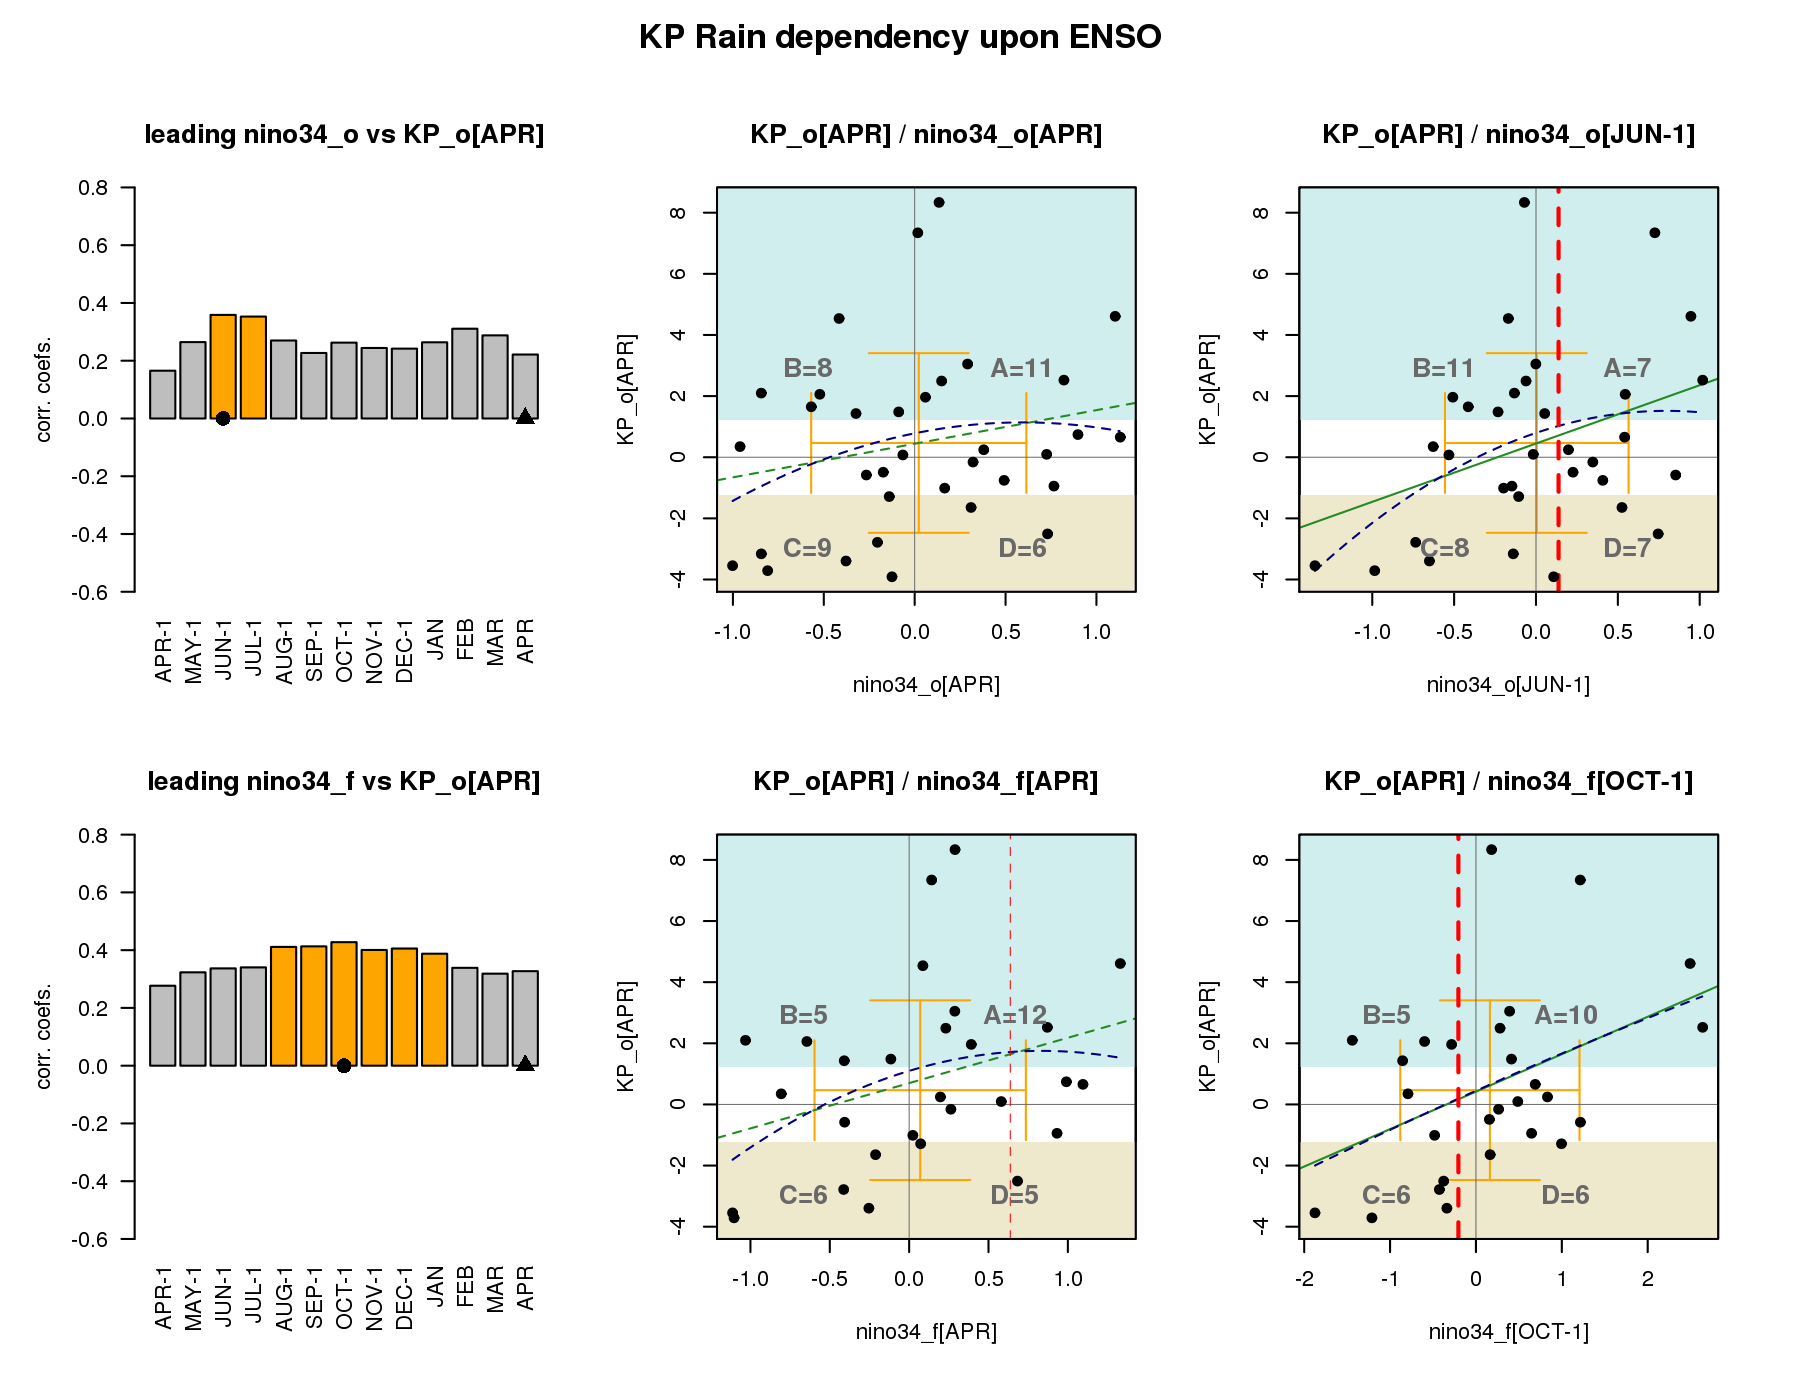 KP Rain dependency upon ENSO
leading nino34_o vs KP_o[APR]
corr. coefs.
0.8
0.6
0.4
0.2
0.0
-0.2
-0.4
-0.6
APR-1
MAY-1
JUN-1
JUL-1
AUG-1
SEP-1
OCT-1
NOV-1
DEC-1
JAN
FEB
MAR
APR
KP_o[APR] / nino34_o[APR]
KP_o[APR]
8
6
4
2
0
-2
-4
B=8
A=11
C=9
D=6
-1.0 -0.5 0.0 0.5 1.0
nino34_o[APR]
KP_o[APR] / nino34_o[JUN-1]
KP_o[APR]
8
6
4
2
0
-2
-4
B=11
A=7
C=8
D=7
-1.0 -0.5 0.0 0.5 1.0
nino34_o[JUN-1]
leading nino34_f vs KP_o[APR]
corr. coefs.
0.8
0.6
0.4
0.2
0.0
-0.2
-0.4
-0.6
APR-1
MAY-1
JUN-1
JUL-1
AUG-1
SEP-1
OCT-1
NOV-1
DEC-1
JAN
FEB
MAR
APR
KP_o[APR] / nino34_f[APR]
KP_o[APR]
8
6
4
2
0
-2
-4
B=5
A=12
C=6
D=5
-1.0 -0.5 0.0 0.5 1.0
nino34_f[APR]
KP_o[APR] / nino34_f[OCT-1]
KP_o[APR]
8
6
4
2
0
-2
-4
B=5
A=10
C=6
D=6
-2 -1 0 1 2
nino34_f[OCT-1]